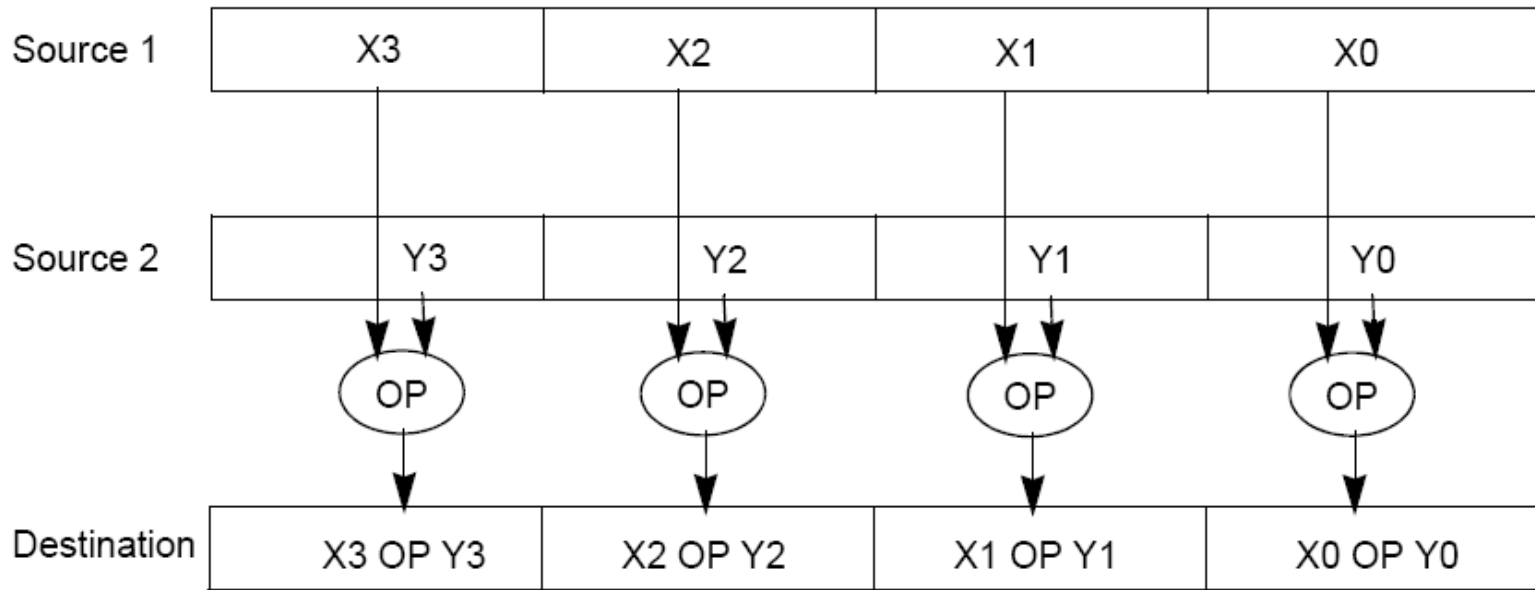 Source 1 X3 X2 X1 X0
Source 2 Y3 Y2 Y1 Y0
OP OP OP OP
Destination X3 OP Y3 X2 OP Y2 X1 OP Y1 X0 OP Y0